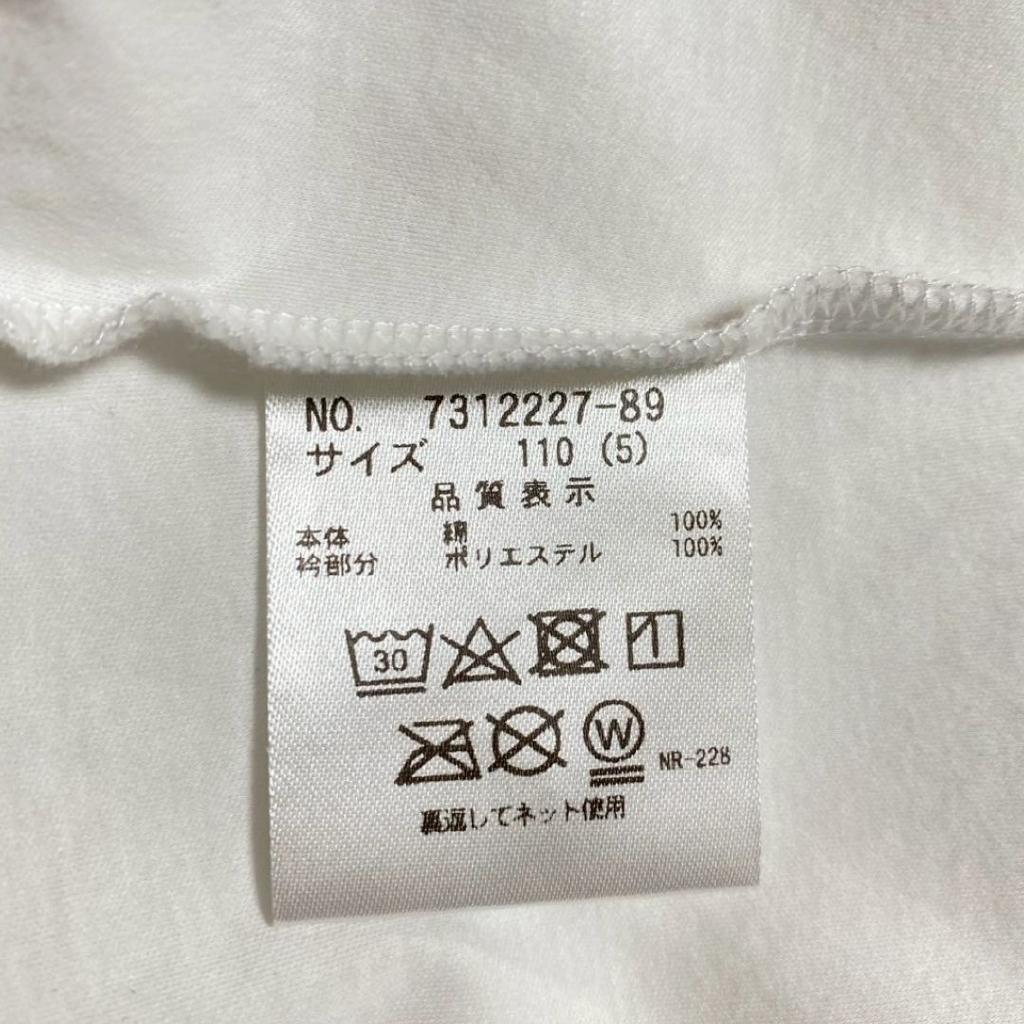 NO. 7312227-89
サイズ 110 (5)
品質表示
本体 綿 100%
衿部分 ポリエステル 100%
30
W
NR-228
裏返してネット使用